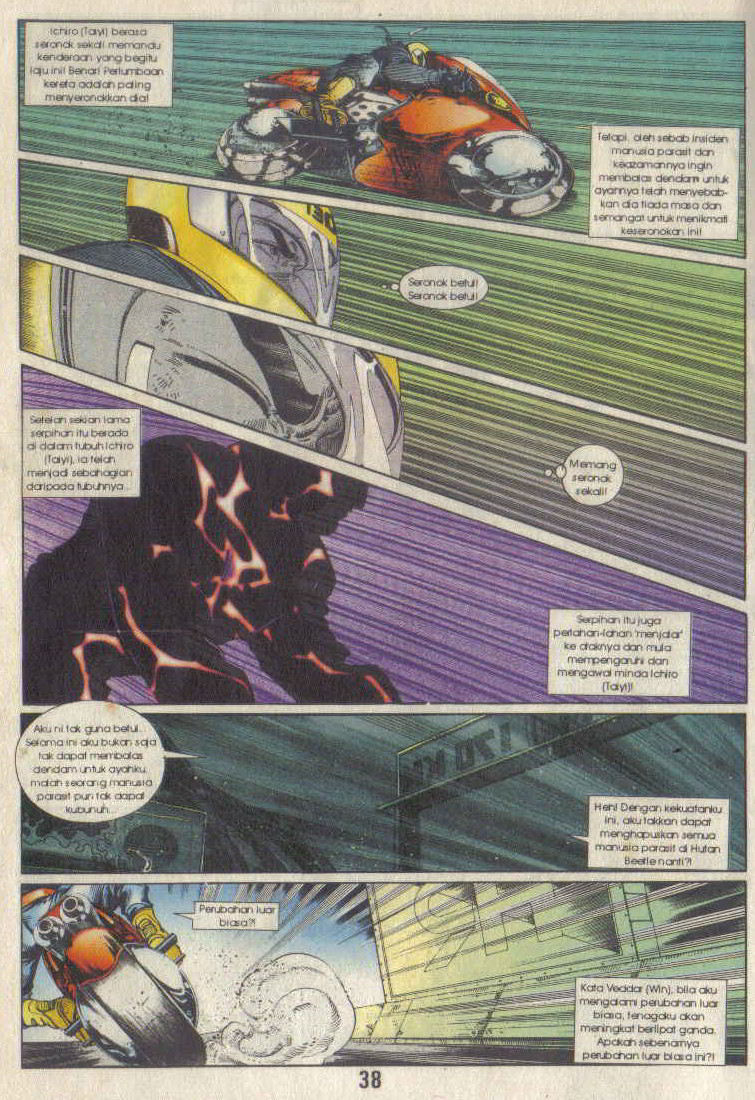 Ichiro (Taiyi) berasa
seronok sekali memandu
kenderaan yang begitu
laju ini! Benar! Perlumbaan
kereta adalah paling
menyeronokkan dia!
Tetapi, oleh sebab insiden
manusia parasit dan
keazamannya ingin
membalas dendam untuk
ayahnya telah menyebab-
kan dia tiada masa dan
semangat untuk menikmati
keseronokan ini!
Seronok betul!
Seronok betul!
Memang
seronok
sekali!
Setelah sekian lama
serpihan itu berada
di dalam tubuh Ichiro
(Taiyi), ia telah
menjadi sebahagian
daripada tubuhnya...
Serpihan itu juga
perlahan-lahan 'menjalar'
ke otaknya dan mula
mempengaruhi dan
mengawal minda Ichiro
(Taiyi)!
Aku ni tak guna betul...
Selama ini aku bukan saja
tak dapat membalas
dendam untuk ayahku,
malah seorang manusia
parasit pun tak dapat
kubunuh...
Heh! Dengan kekuatanku
ini, aku takkan dapat
menghapuskan semua
manusia parasit di Hutan
Beetle nanti?!
Perubahan luar
biasa?!
Kata Veddar (Win), bila aku
mengalami perubahan luar
biasa, tenagaku akan
meningkat berlipat ganda.
Apakah sebenarnya
perubahan luar biasa ini?!
38